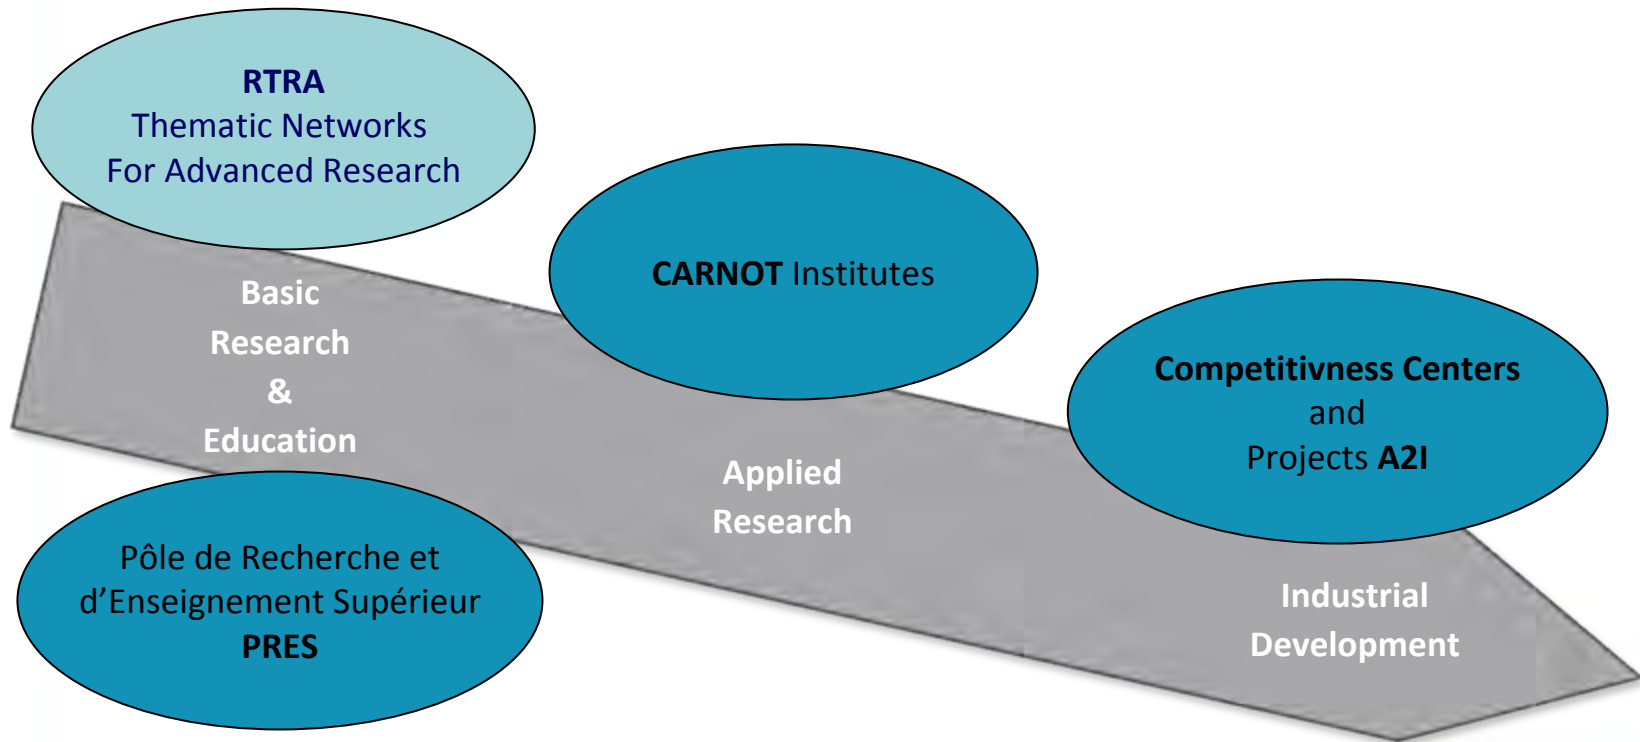 RTRA
Thematic Networks
For Advanced Research
Basic
Research
&
Education
Pôle de Recherche et
d’Enseignement Supérieur
PRES
CARNOT Institutes
Applied
Research
Competitivness Centers
and
Projects A2I
Industrial
Development